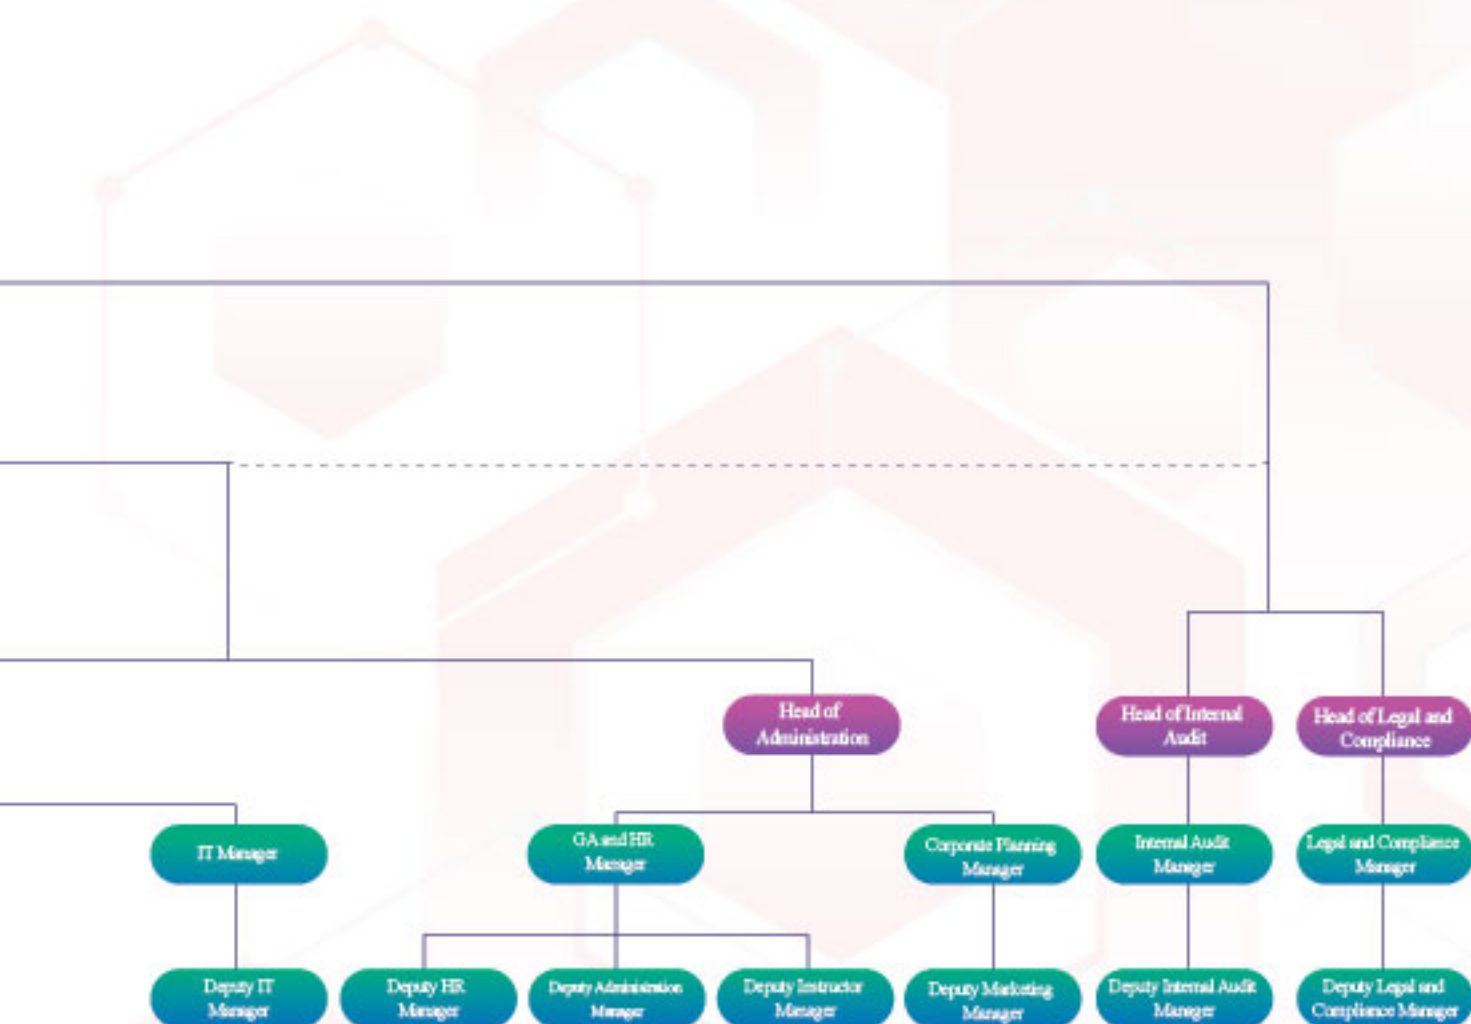 Head of
Administration
Head of Internal
Audit
Head of Legal and
Compliance
IT Manager
GA and HR
Manager
Corporate Planning
Manager
Internal Audit
Manager
Legal and Compliance
Manager
Deputy IT
Manager
Deputy HR
Manager
Deputy Administration
Manager
Deputy Instructor
Manager
Deputy Marketing
Manager
Deputy Internal Audit
Manager
Deputy Legal and
Compliance Manager